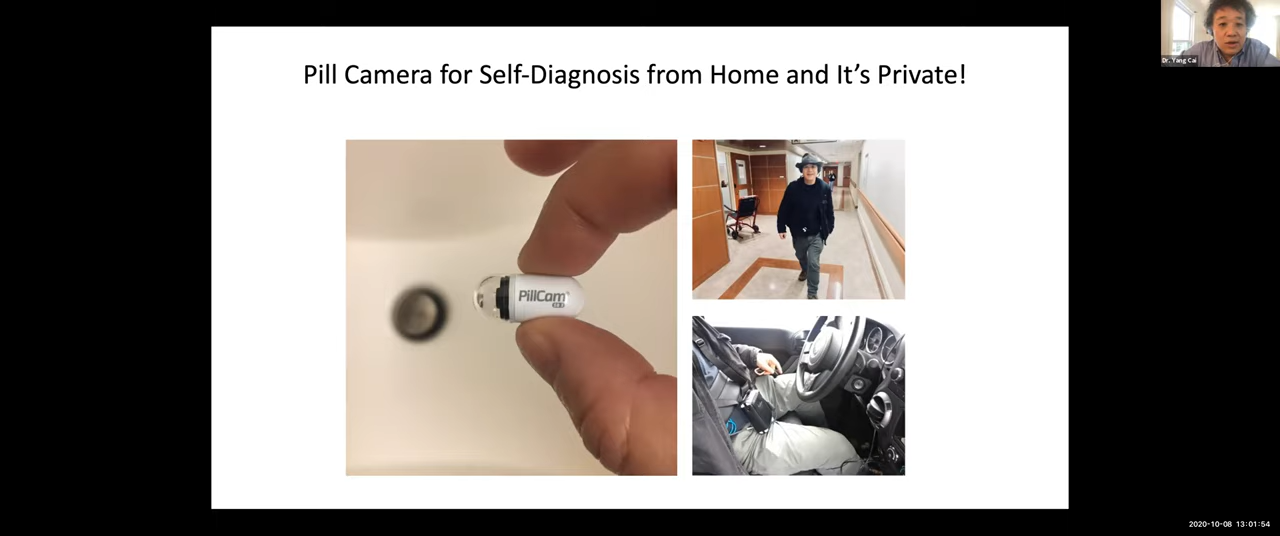 Pill Camera for Self-Diagnosis from Home and It’s Private!
PillCam
Dr. Yang Cai
2020-10-08 13:01:54